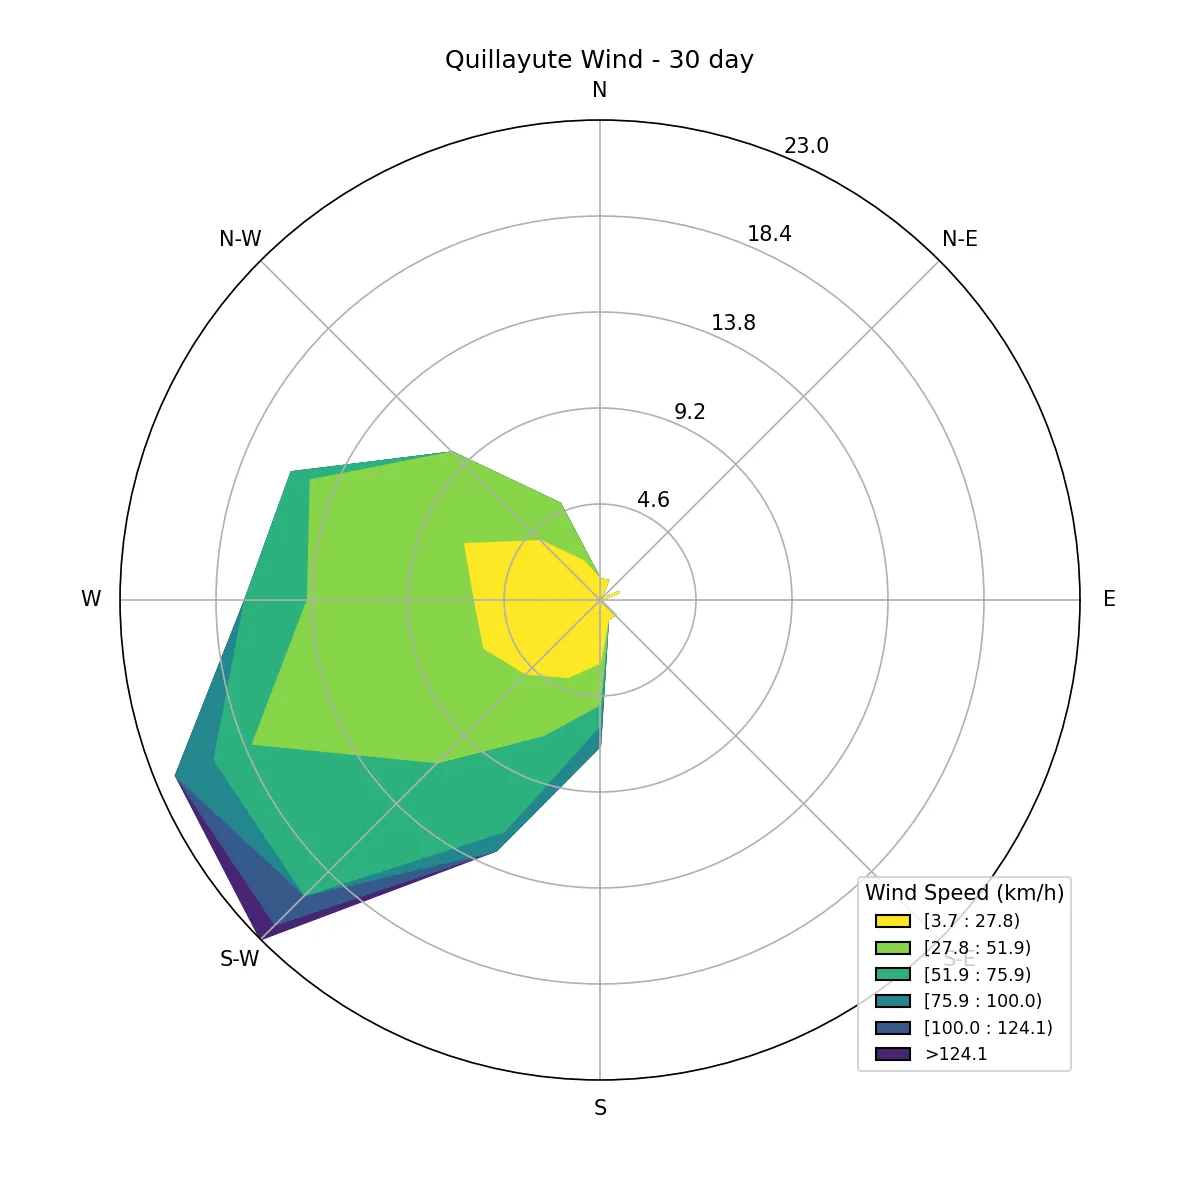 Quillayute Wind - 30 day
N
23.0
N-W
N-E
18.4
13.8
9.2
4.6
W
E
S-W
S-E
S
Wind Speed (km/h)
[3.7 : 27.8)
[27.8 : 51.9)
[51.9 : 75.9)
[75.9 : 100.0)
[100.0 : 124.1)
>124.1